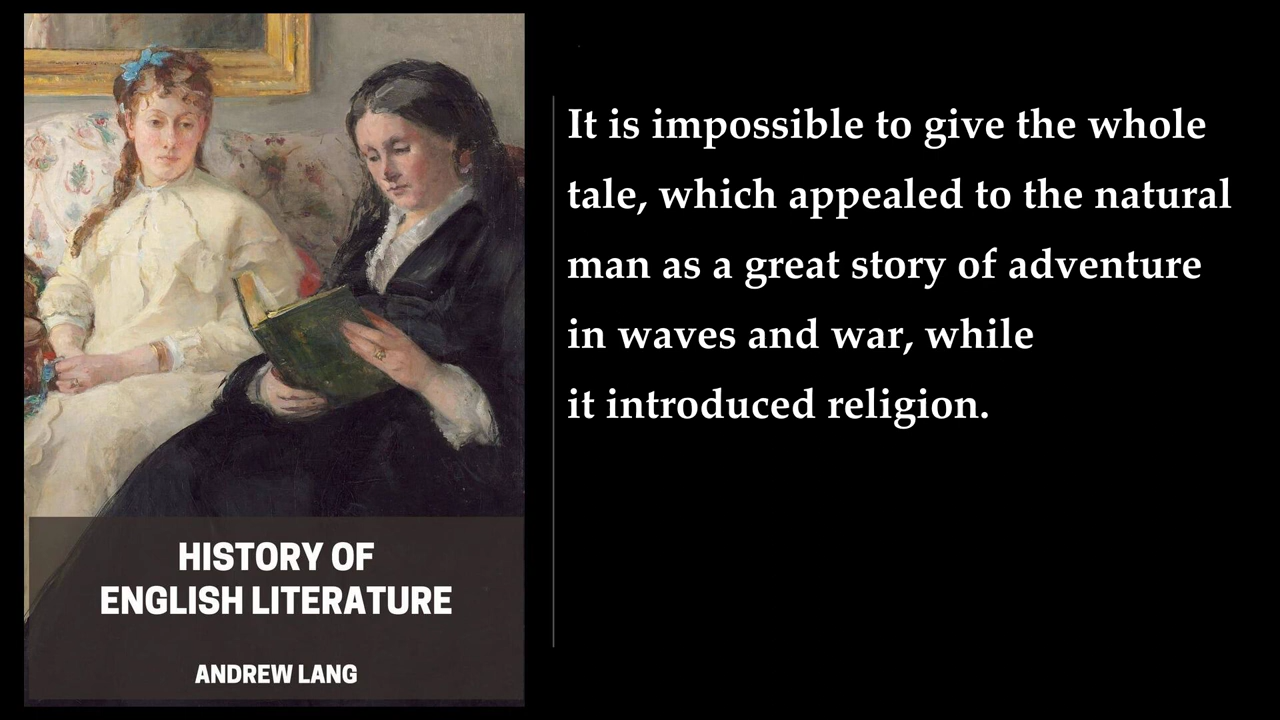 It is impossible to give the whole
tale, which appealed to the natural
man as a great story of adventure
in waves and war, while
it introduced religion.
HISTORY OF
ENGLISH LITERATURE
ANDREW LANG